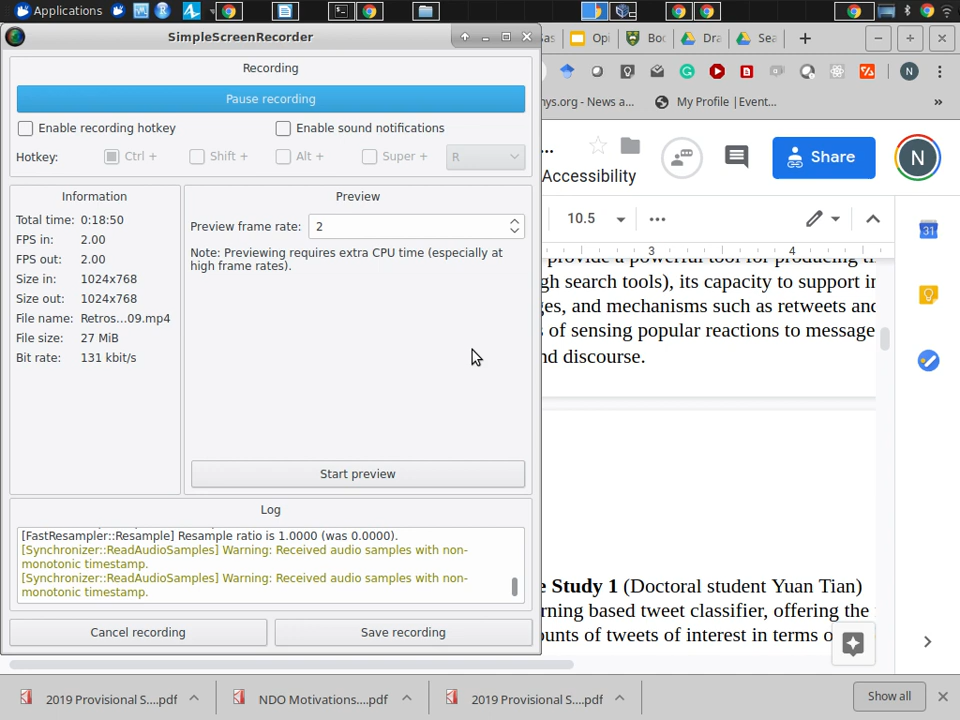 Applications
SimpleScreenRecorder
Recording
Pause recording
Enable recording hotkey
Enable sound notifications
Hotkey:
Ctrl +
Shift +
Alt +
Super +
R
Information
Total time: 0:18:50
FPS in: 2.00
FPS out: 2.00
Size in: 1024x768
Size out: 1024x768
File name: Retros...09.mp4
File size: 27 MiB
Bit rate: 131 kbit/s
Preview
Preview frame rate: 2
Note: Previewing requires extra CPU time (especially at
high frame rates).
Start preview
Log
[FastResampler::Resample] Resample ratio is 1.0000 (was 0.0000).
[Synchronizer::ReadAudioSamples] Warning: Received audio samples with non-
monotonic timestamp.
[Synchronizer::ReadAudioSamples] Warning: Received audio samples with non-
monotonic timestamp.
Cancel recording
Save recording
Opi
Boc
Dra
Sea
N
nys.org - News a...
My Profile |Event...
»
...
Accessibility
Share
N
10.5
31
3
4
gh search tools), its capacity to support in
ges, and mechanisms such as retweets and
s of sensing popular reactions to message
nd discourse.
e Study 1 (Doctoral student Yuan Tian)
rning based tweet classifier, offering the
ounts of tweets of interest in terms o
2019 Provisional S....pdf
NDO Motivations....pdf
2019 Provisional S....pdf
Show all